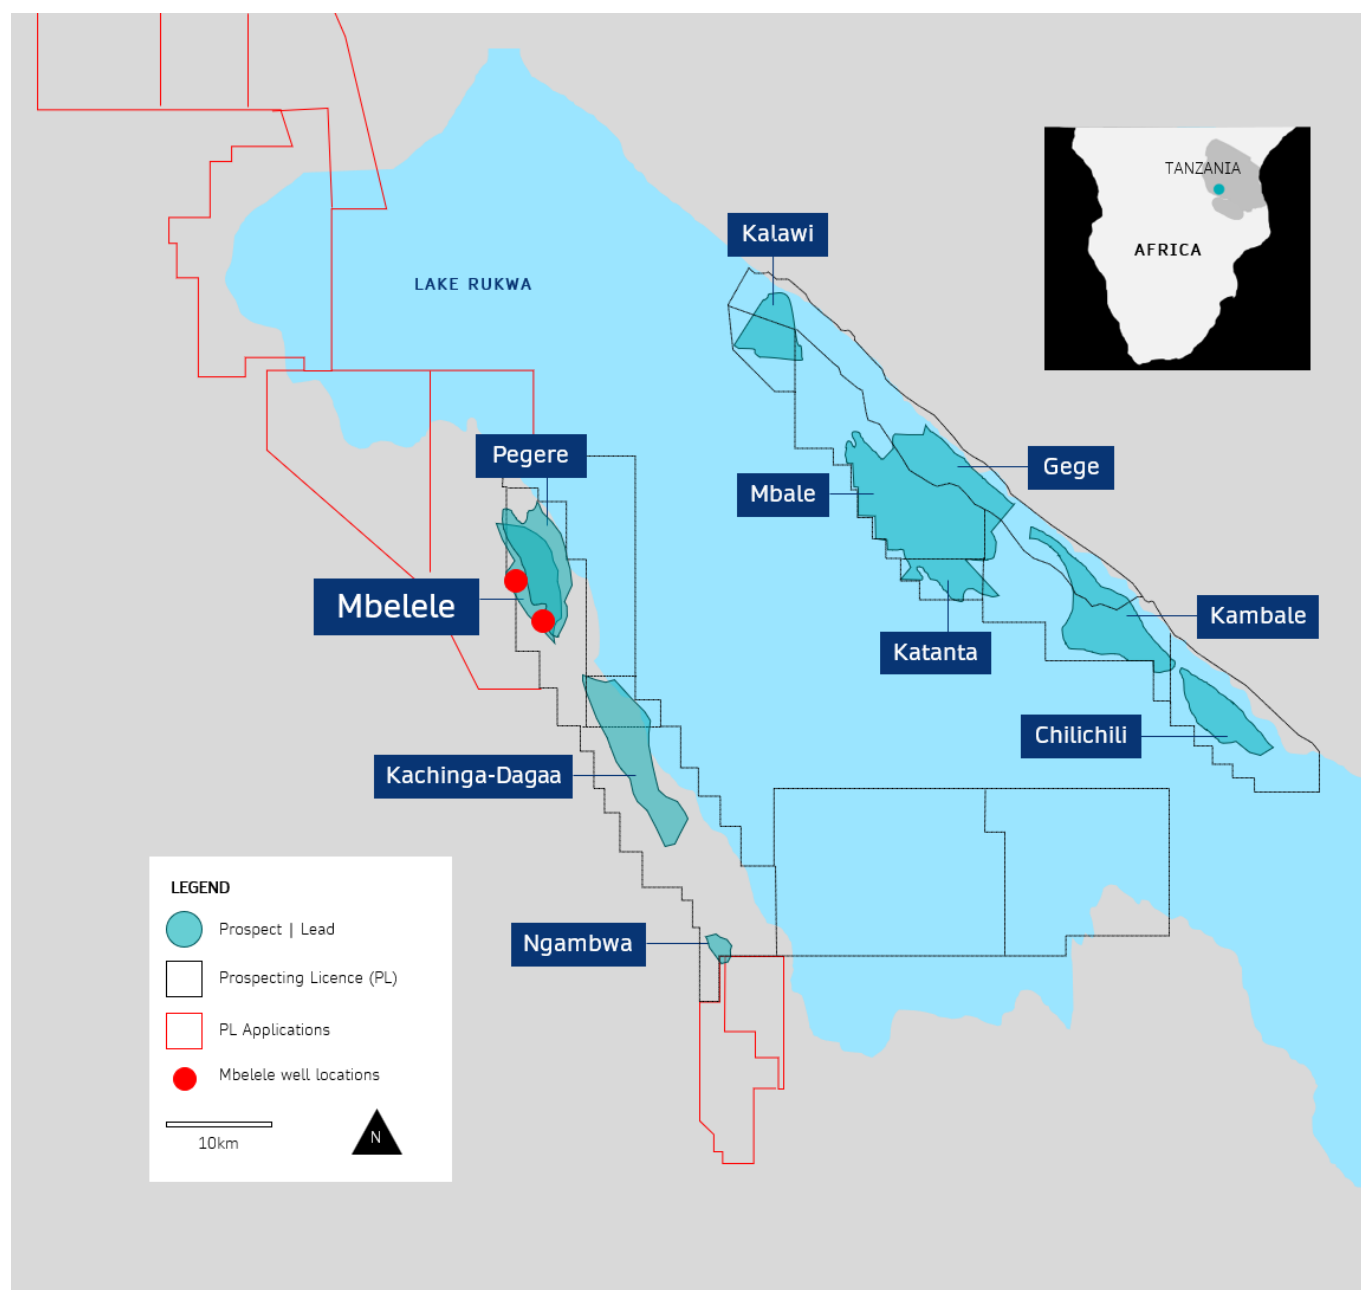 TANZANIA
AFRICA
Kalawi
LAKE RUKWA
Pegere
Gege
Mbale
Mbelele
Kambale
Katanta
Chilichili
Kachinga-Dagaa
Ngambwa
LEGEND
Prospect | Lead
Prospecting Licence (PL)
PL Applications
Mbelele well locations
10km
N